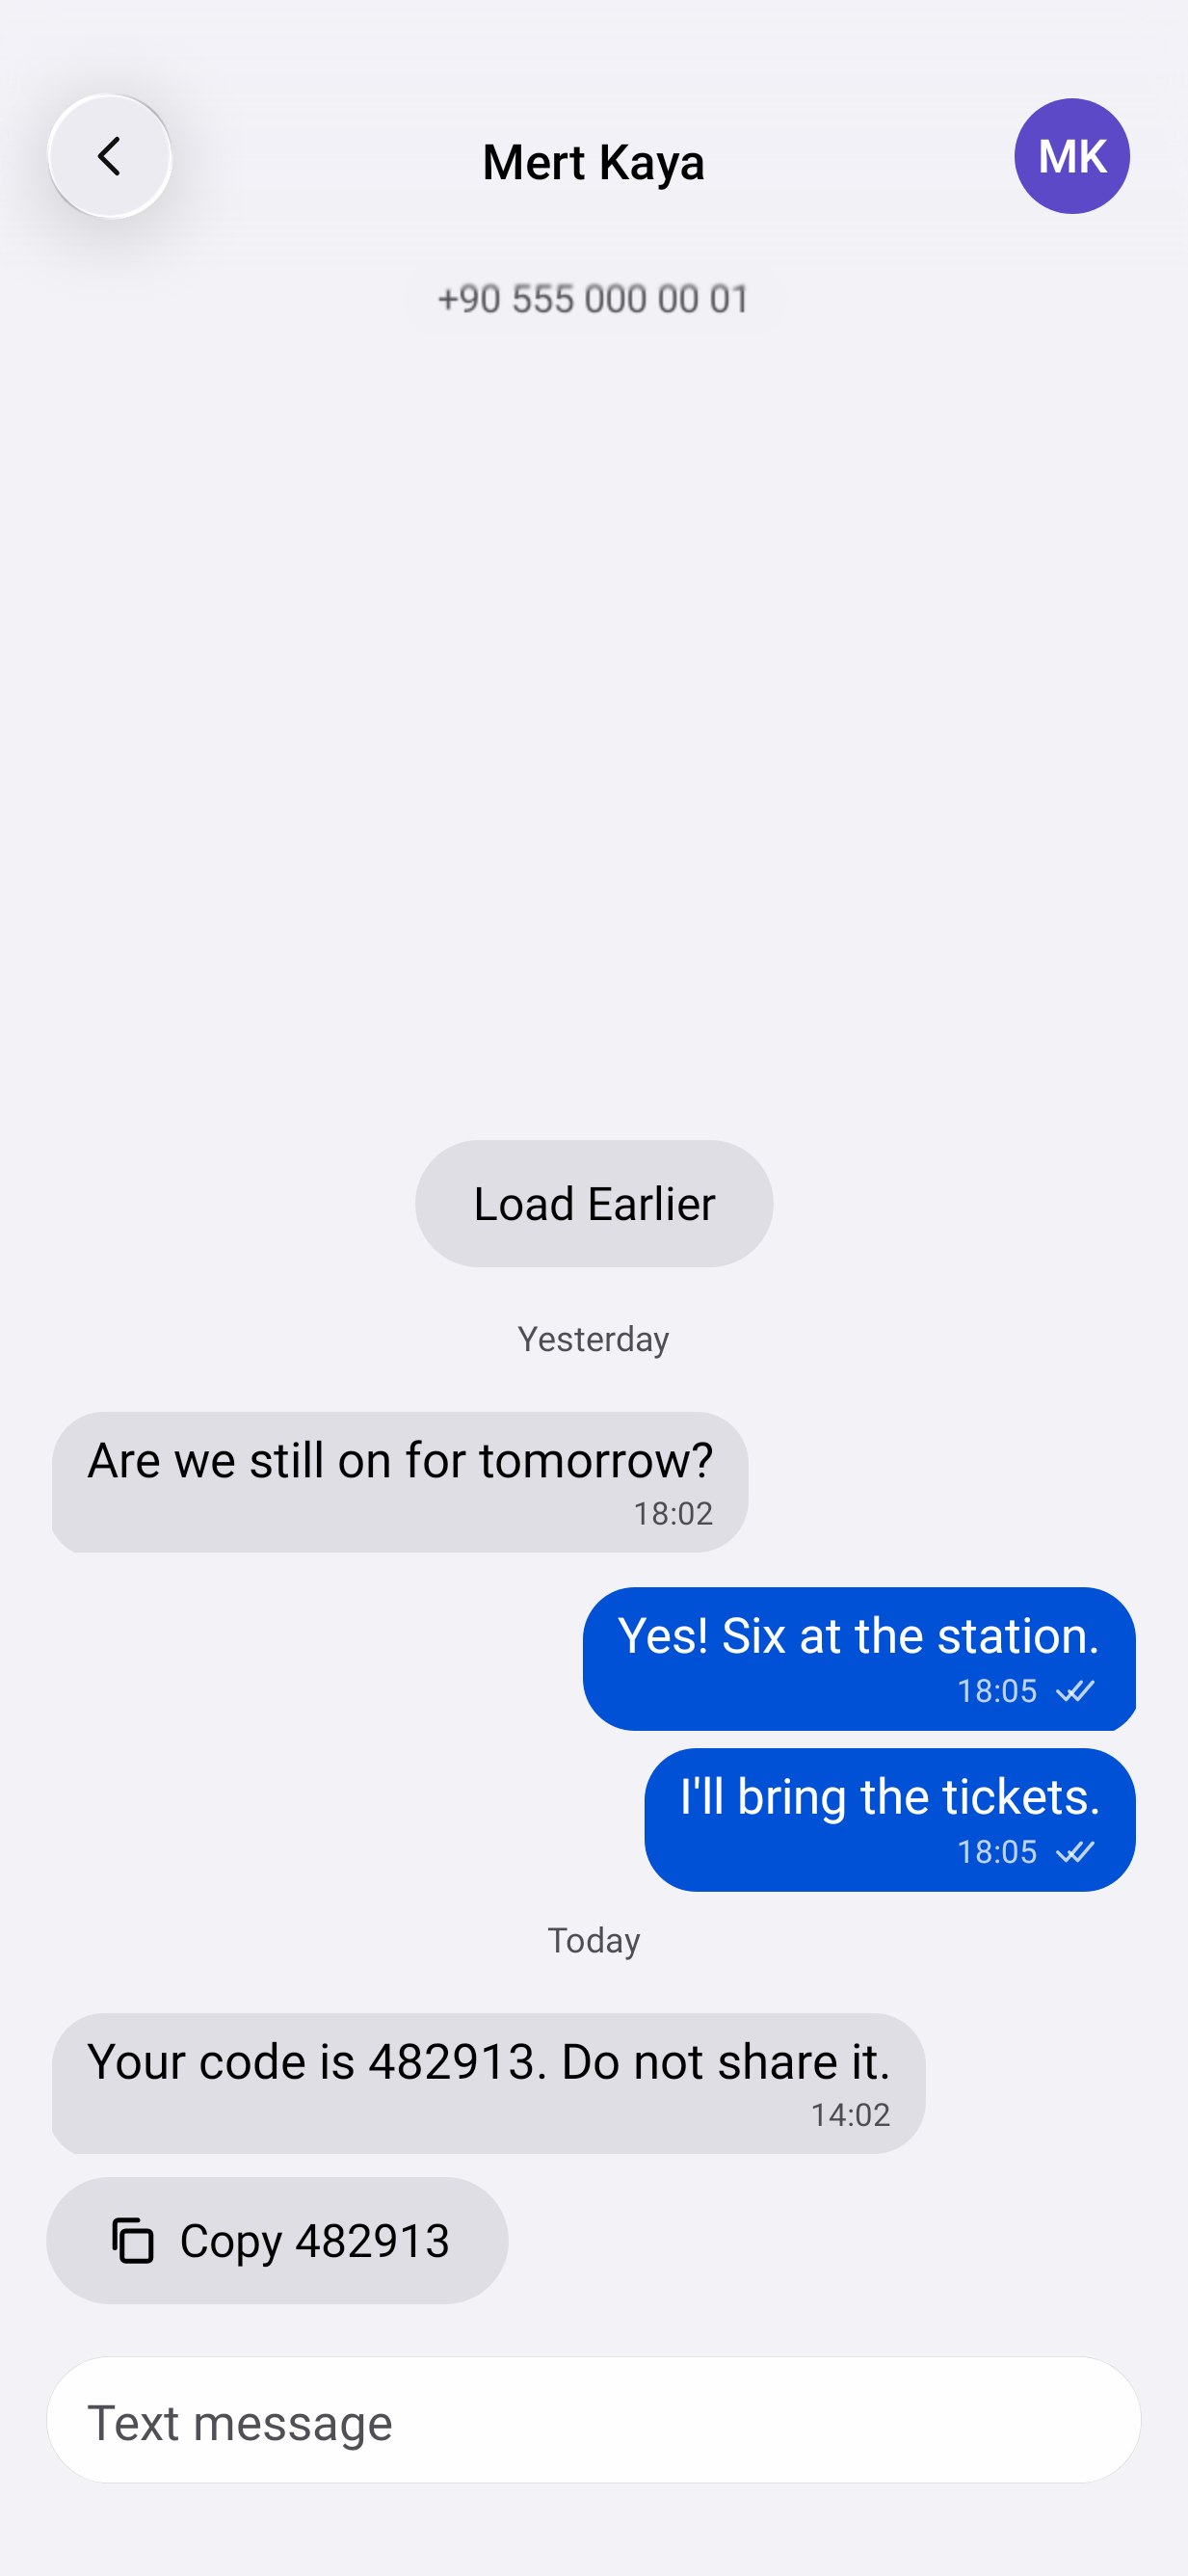 Mert Kaya
MK
+90 555 000 00 01
Load Earlier
Yesterday
Are we still on for tomorrow?
18:02
Yes! Six at the station.
18:05
I'll bring the tickets.
18:05
Today
Your code is 482913. Do not share it.
14:02
Copy 482913
Text message